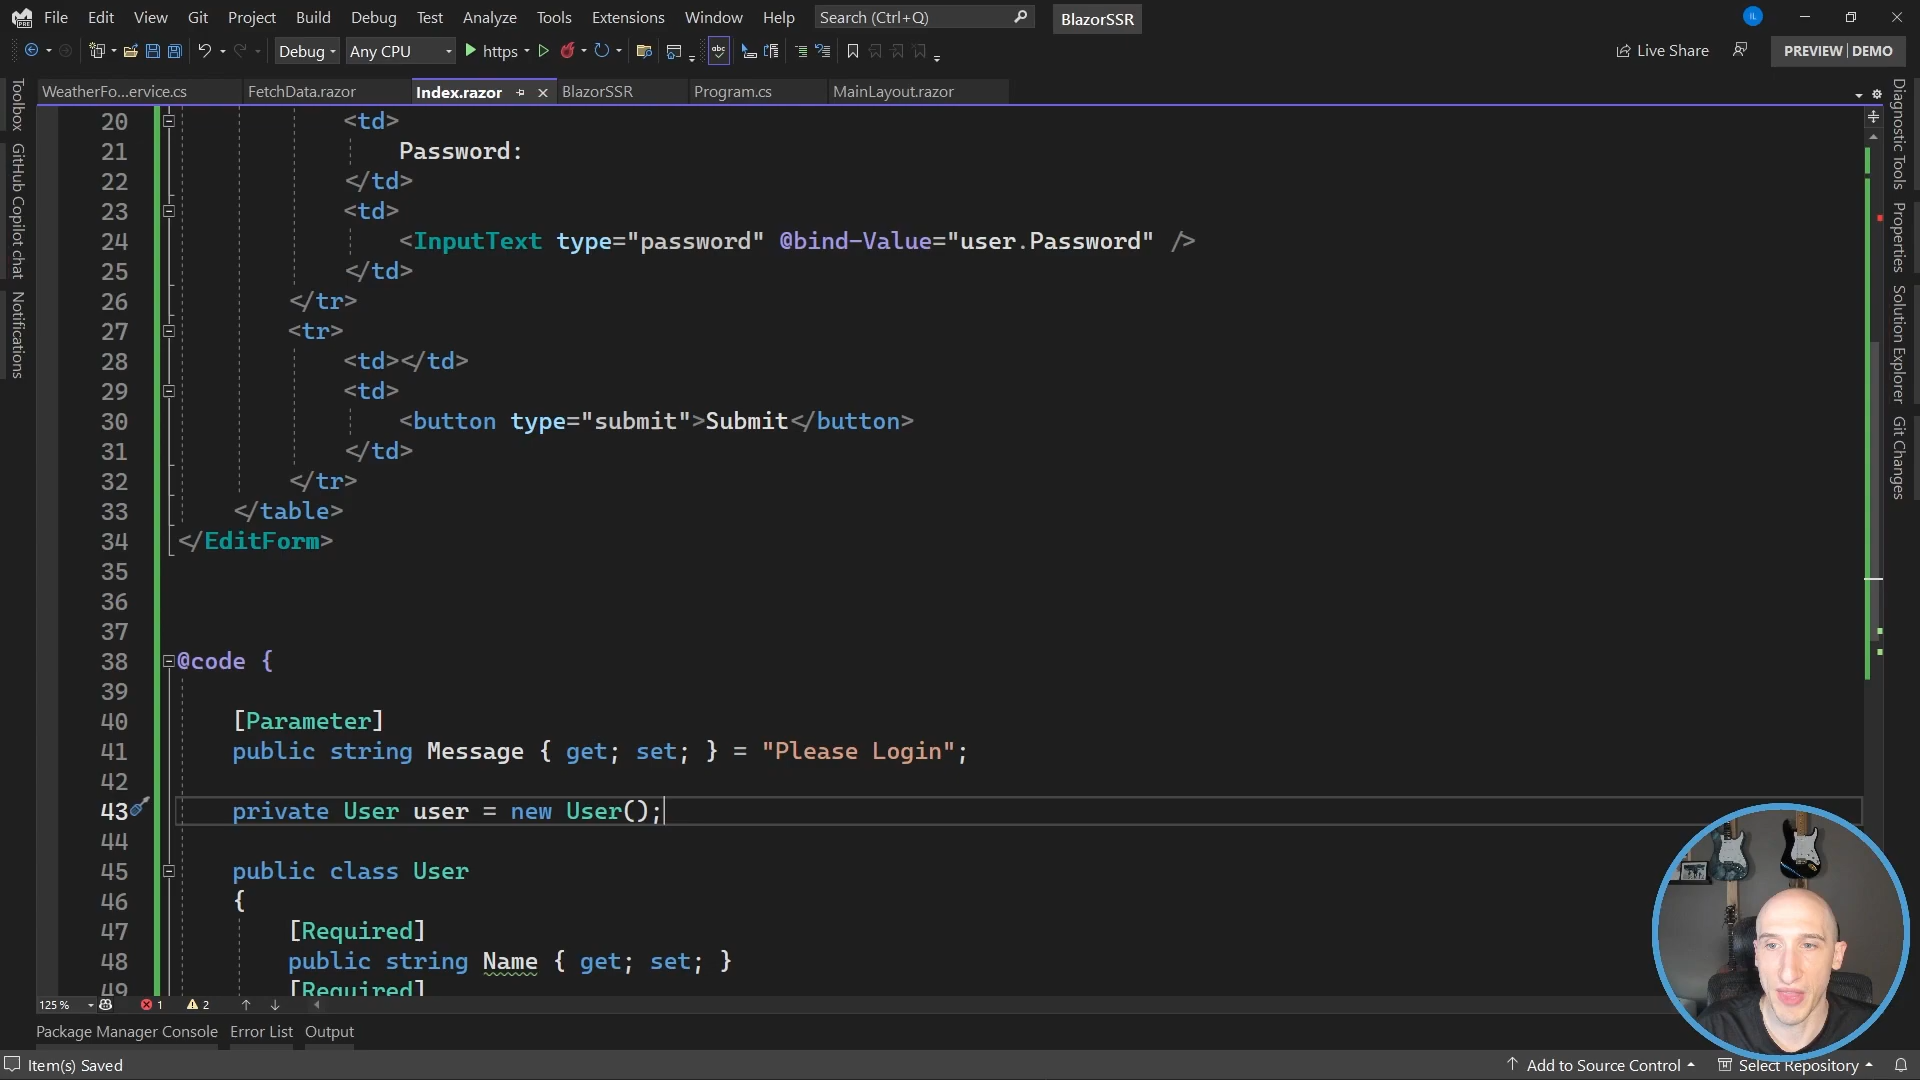 File Edit View Git Project Build Debug Test Analyze Tools Extensions Window Help Search (Ctrl+Q) BlazorSSR IL
Debug Any CPU https abc Live Share PREVIEW DEMO
WeatherFo...ervice.cs FetchData.razor Index.razor BlazorSSR Program.cs MainLayout.razor
Toolbox
GitHub Copilot chat
Notifications
20 <td>
21 Password:
22 </td>
23 <td>
24 <InputText type="password" @bind-Value="user.Password" />
25 </td>
26 </tr>
27 <tr>
28 <td></td>
29 <td>
30 <button type="submit">Submit</button>
31 </td>
32 </tr>
33 </table>
34 </EditForm>
35
36
37
38 @code {
39
40 [Parameter]
41 public string Message { get; set; } = "Please Login";
42
43 private User user = new User();
44
45 public class User
46 {
47 [Required]
48 public string Name { get; set; }
49 [Required]
Diagnostic Tools
Properties
Solution Explorer
Git Changes
125 % 1 2
Package Manager Console Error List Output
Item(s) Saved Add to Source Control Select Repository